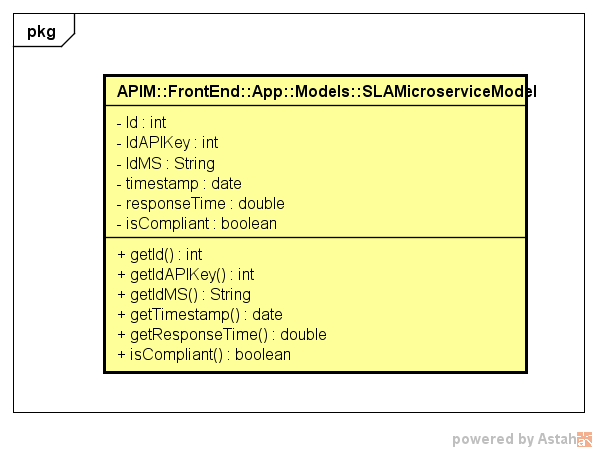 pkg
APIM::FrontEnd::App::Models::SLAMicroserviceModel
- Id : int
- IdAPIKey : int
- IdMS : String
- timestamp : date
- responseTime : double
- isCompliant : boolean
+ getId() : int
+ getIdAPIKey() : int
+ getIdMS() : String
+ getTimestamp() : date
+ getResponseTime() : double
+ isCompliant() : boolean
powered by Astah